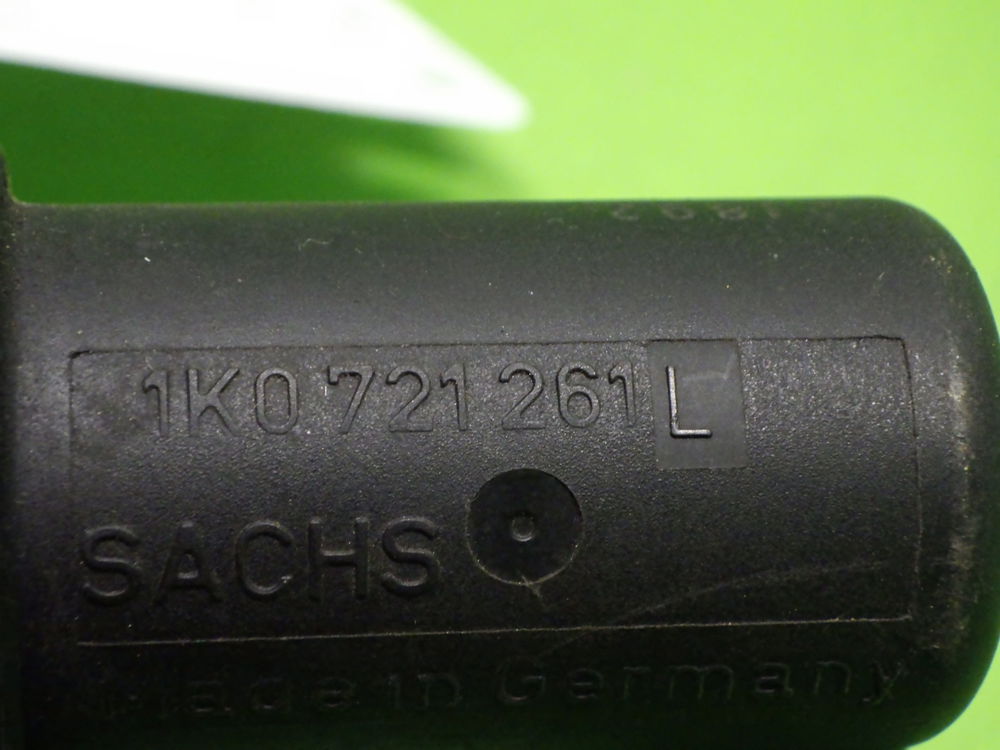 1K0 721 261 L
SACHS
Made in Germany